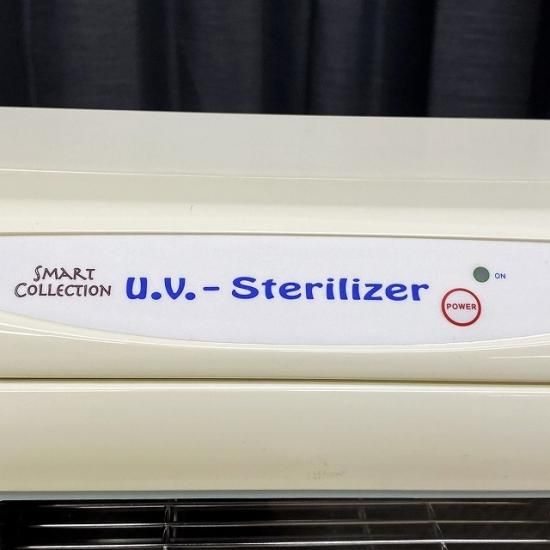 SMART
COLLECTION
U.V.- Sterilizer
ON
POWER